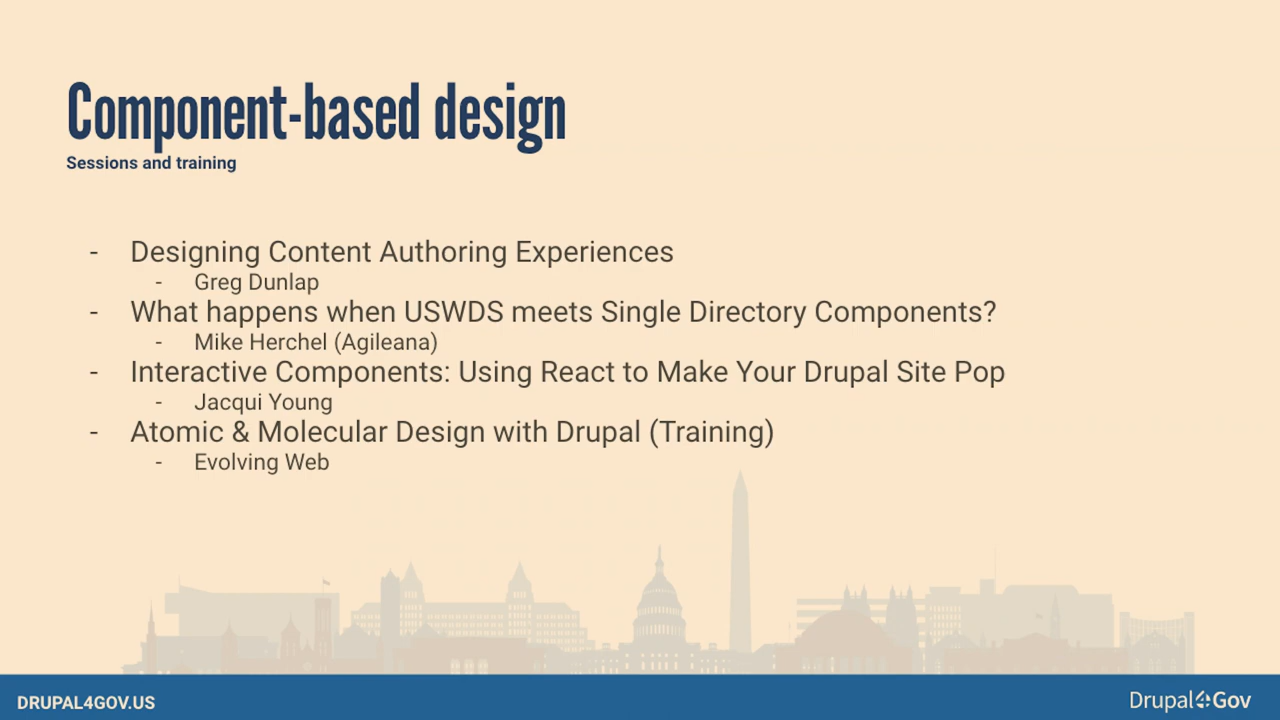 Component-based design
Sessions and training
- Designing Content Authoring Experiences
- Greg Dunlap
- What happens when USWDS meets Single Directory Components?
- Mike Herchel (Agileana)
- Interactive Components: Using React to Make Your Drupal Site Pop
- Jacqui Young
- Atomic & Molecular Design with Drupal (Training)
- Evolving Web
DRUPAL4GOV.US
Drupal4Gov